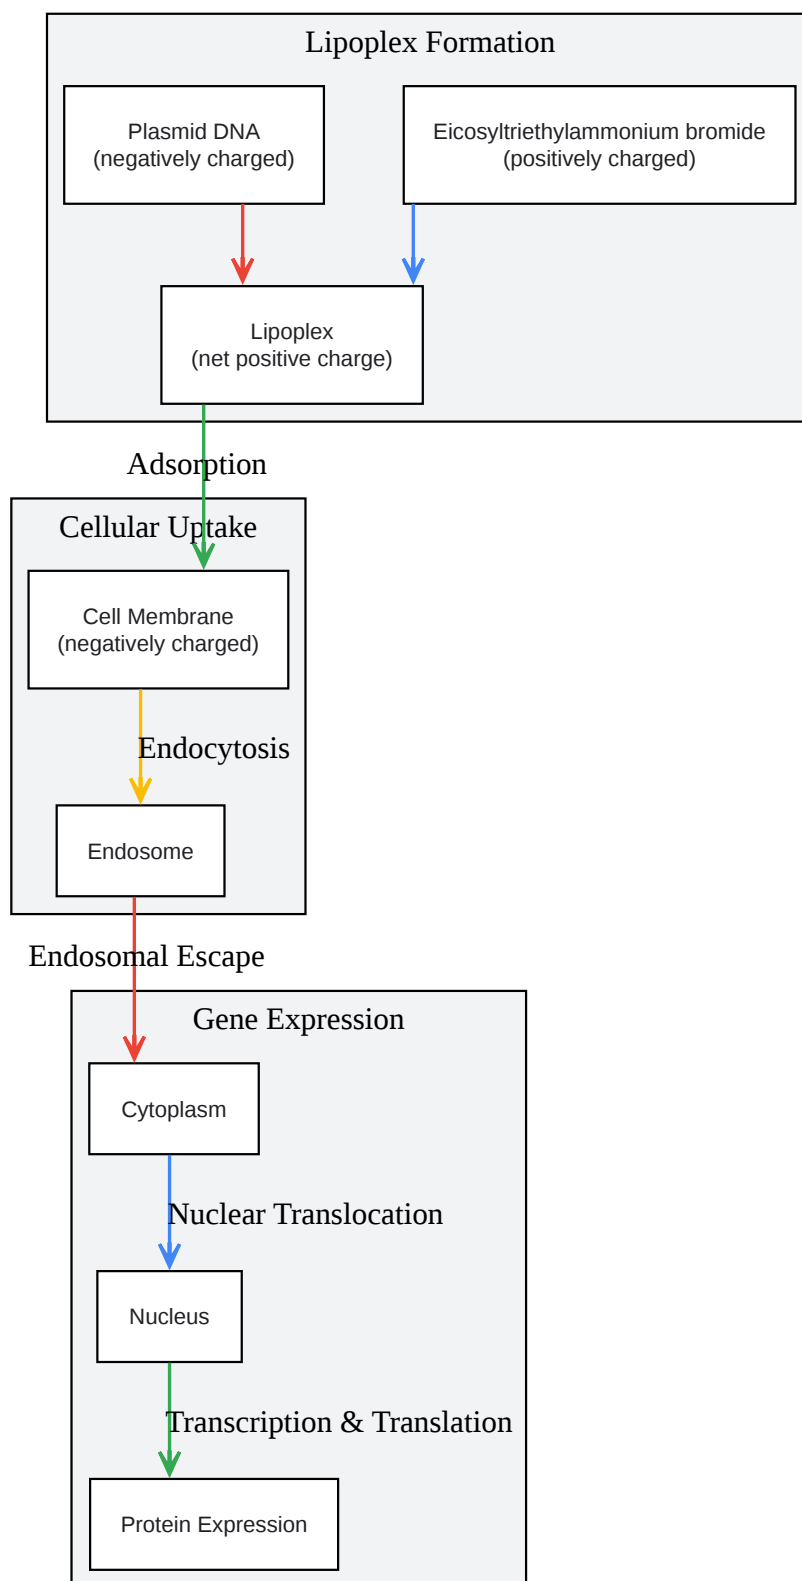 Lipoplex Formation
Plasmid DNA
(negatively charged)
Eicosyltriethylammonium bromide
(positively charged)
Lipoplex
(net positive charge)
Adsorption
Cellular Uptake
Cell Membrane
(negatively charged)
Endocytosis
Endosome
Endosomal Escape
Gene Expression
Cytoplasm
Nuclear Translocation
Nucleus
Transcription & Translation
Protein Expression